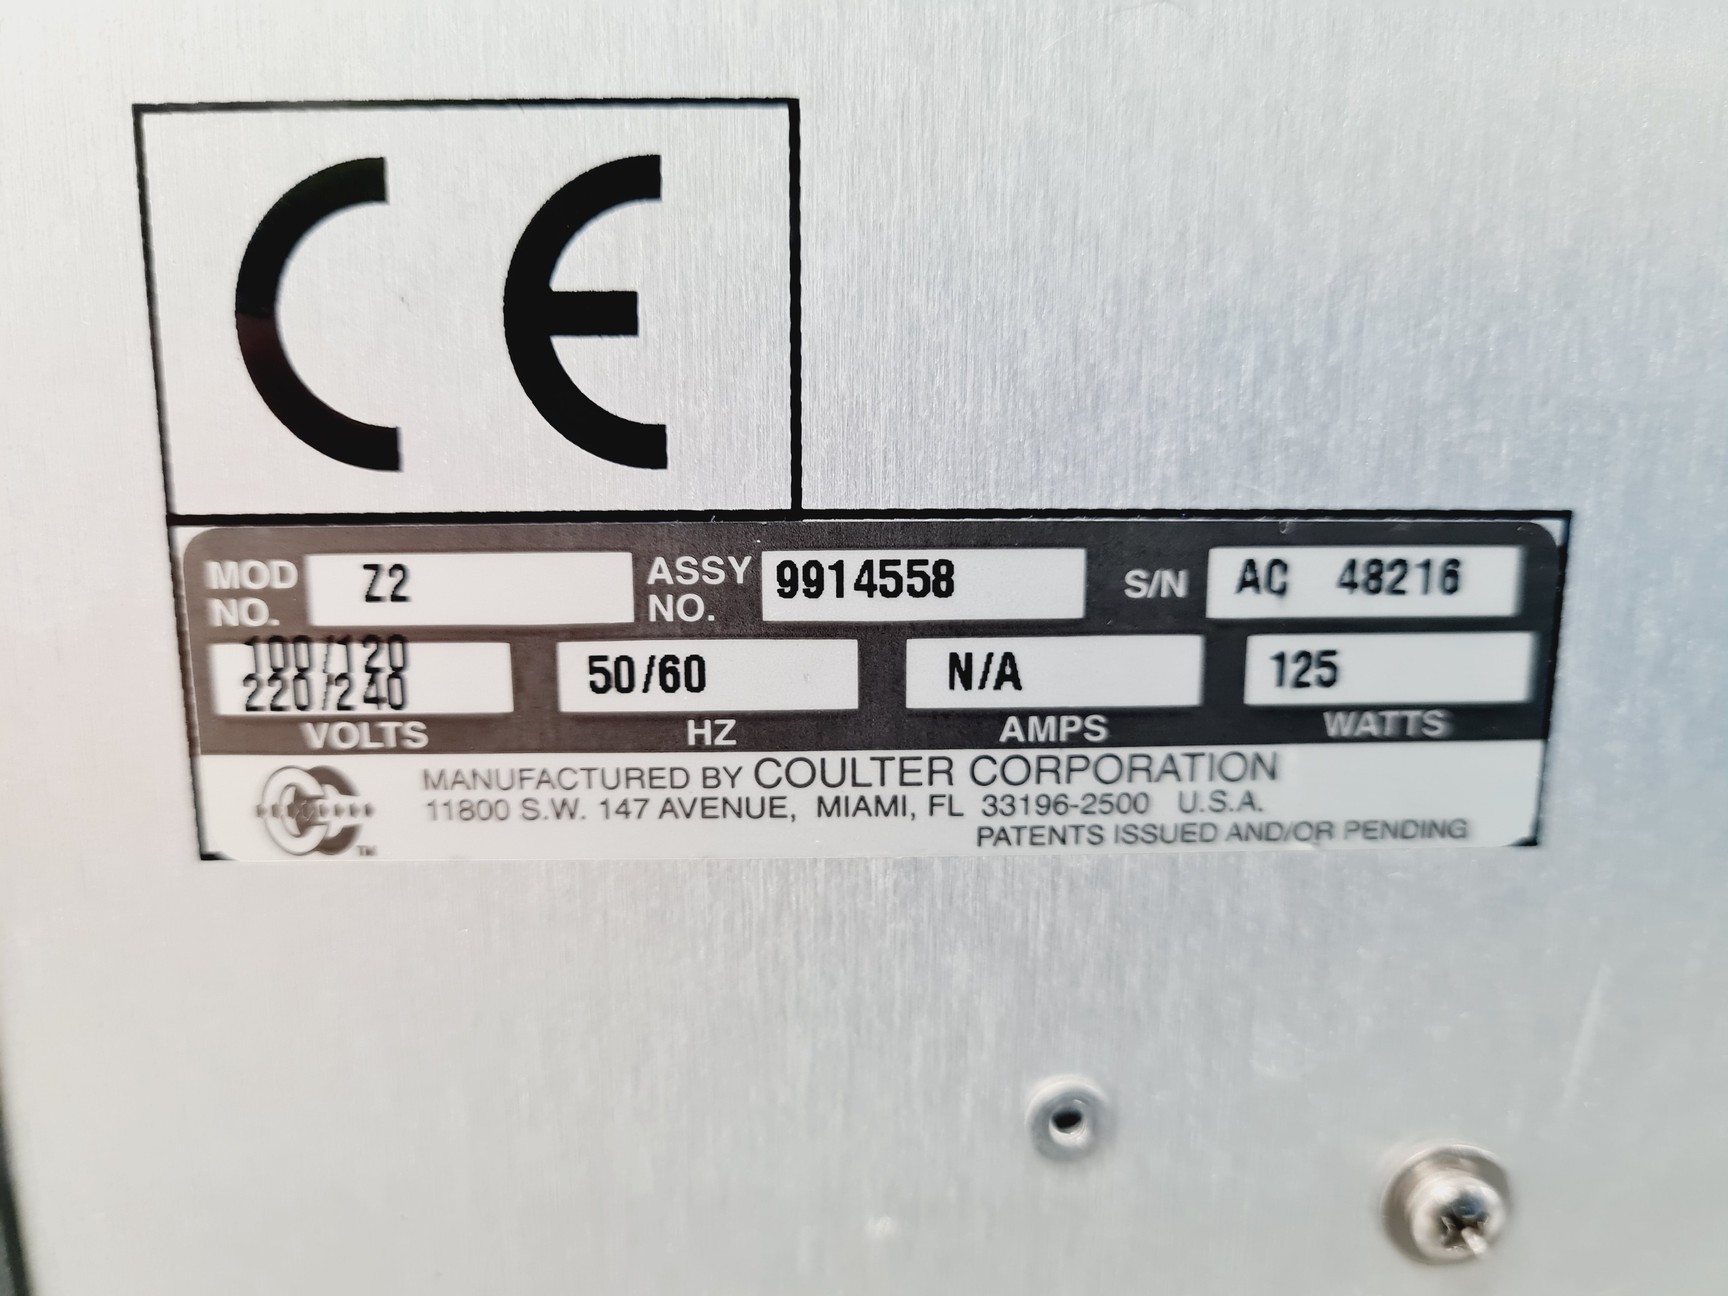 CE
MOD NO. Z2 ASSY NO. 9914558 S/N AC 48216
100/120
220/240 50/60 N/A 125
VOLTS HZ AMPS WATTS
MANUFACTURED BY COULTER CORPORATION
11800 S.W. 147 AVENUE, MIAMI, FL 33196-2500 U.S.A.
PATENTS ISSUED AND/OR PENDING
TM